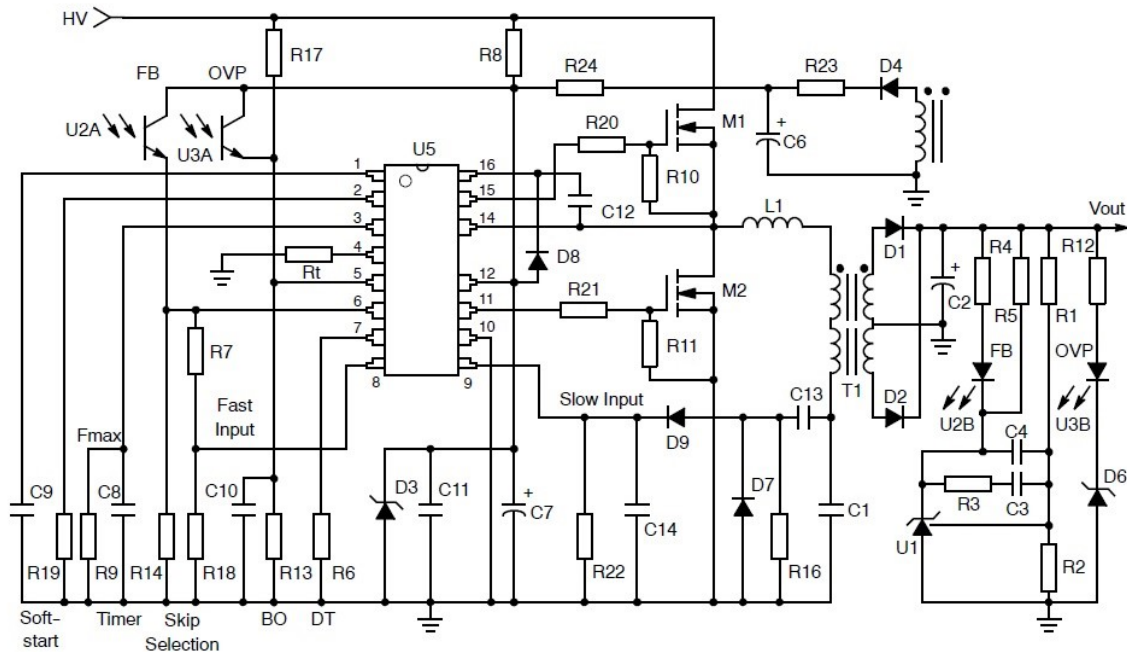 HV
R17
R8
FB
OVP
R24
R23
D4
U2A
U3A
R20
M1
C6
U5
R10
1
16
2
15
C12
L1
3
14
Vout
4
Rt
D8
D1
R4
R12
5
12
M2
C2
R5
R1
6
11
R21
7
10
R7
R11
FB
OVP
8
9
T1
Fast
Input
Slow Input
C13
D2
U2B
U3B
Fmax
D9
C4
C9
C8
C10
D3
C11
C7
D7
C1
R3
C3
D6
C14
U1
R19
R9
R14
R18
R13
R6
R22
R16
R2
Soft-
start
Timer
Skip
Selection
BO
DT